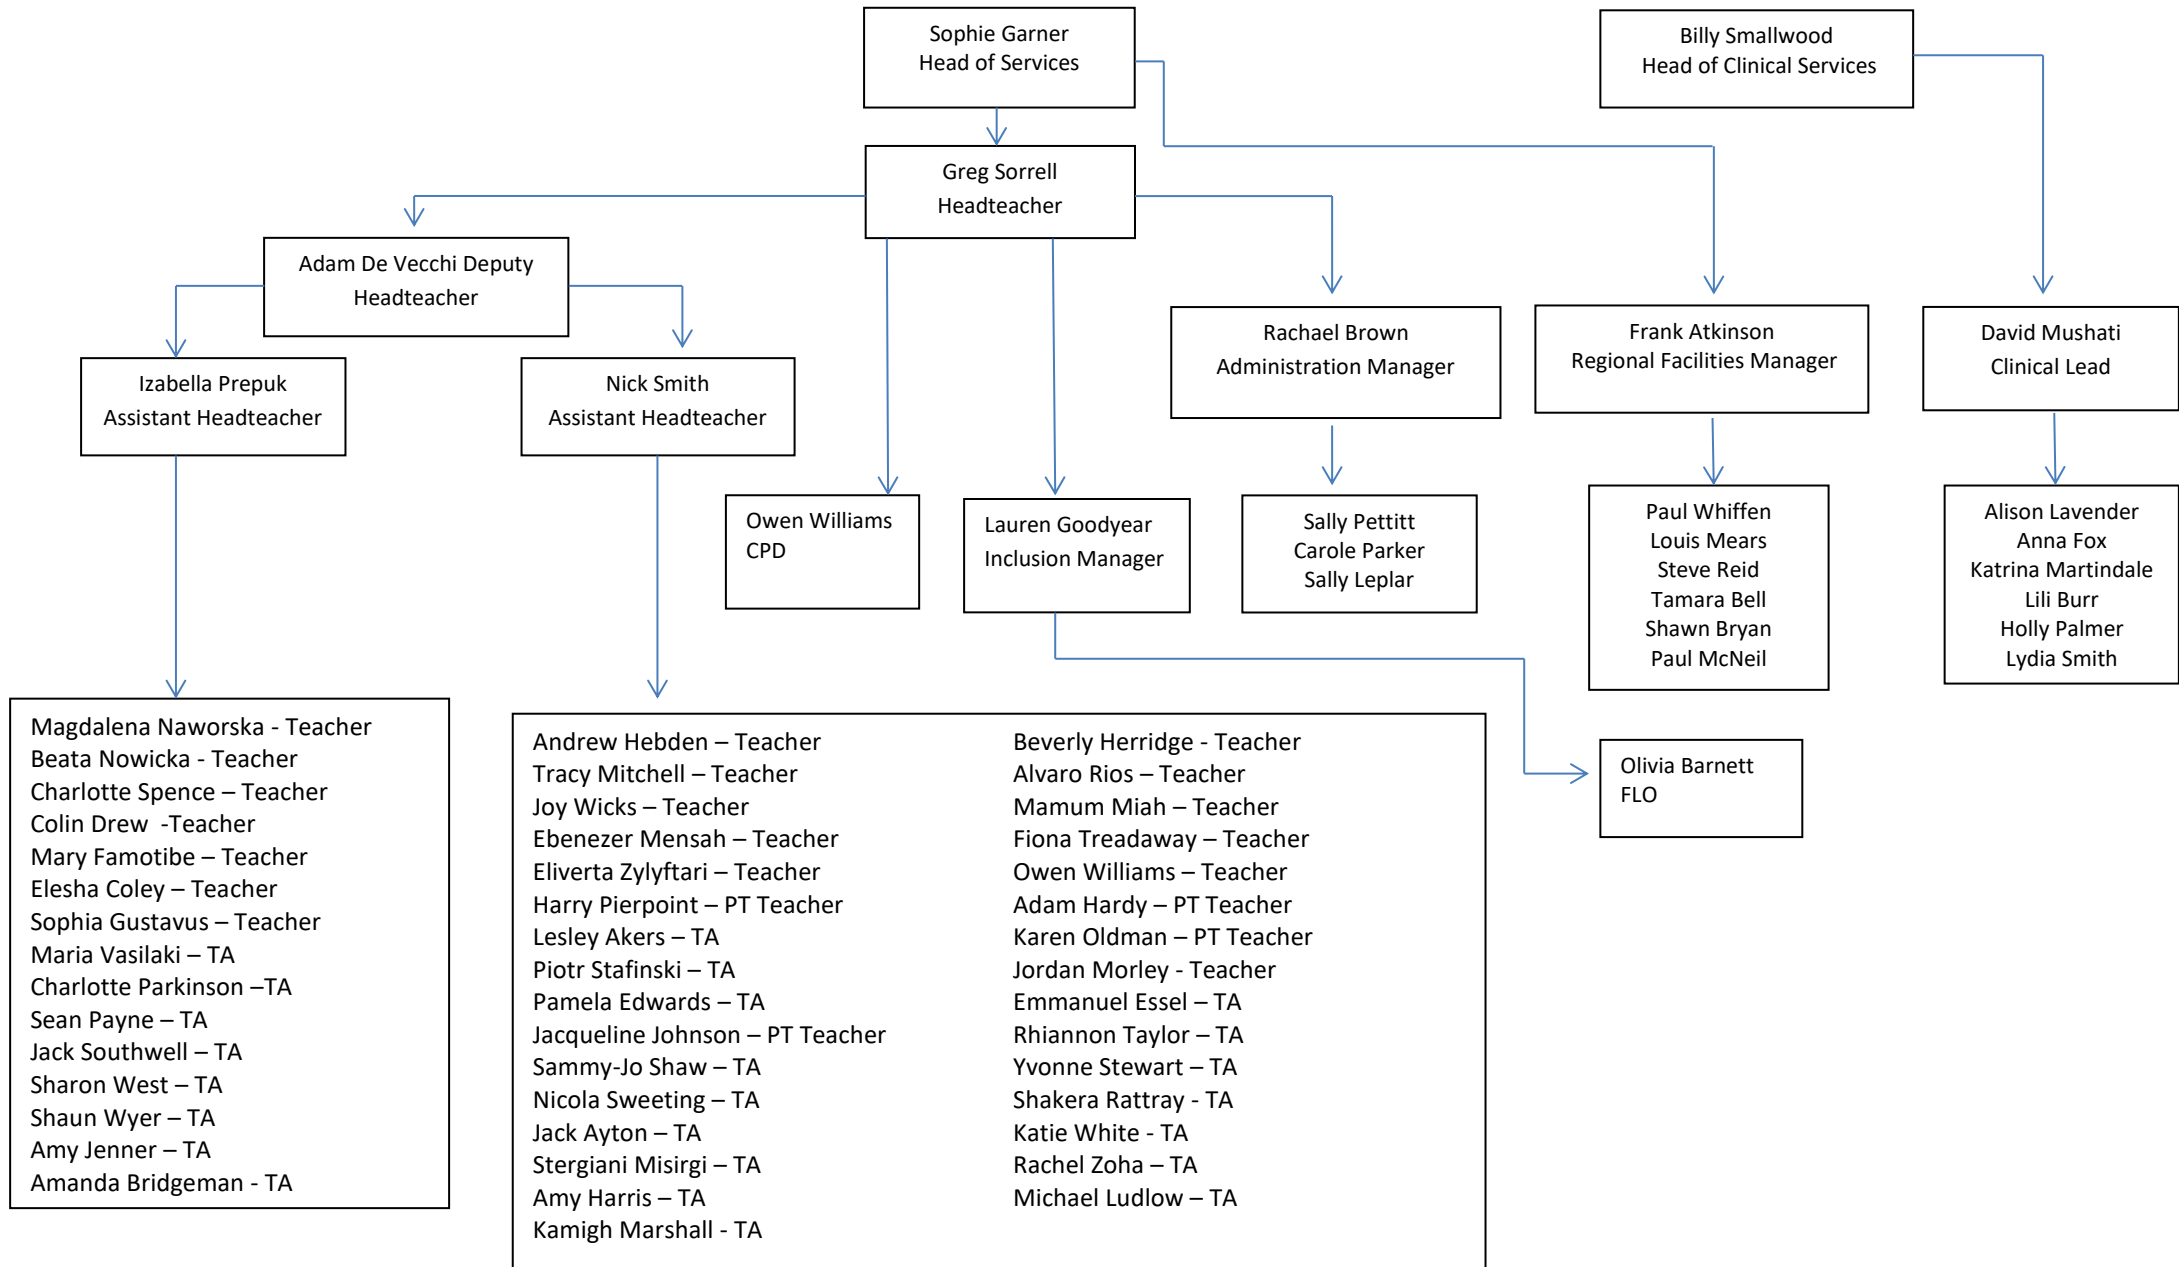 Sophie Garner
Head of Services
Billy Smallwood
Head of Clinical Services
Greg Sorrell
Headteacher
Adam De Vecchi Deputy
Headteacher
Izabella Prepuk
Assistant Headteacher
Nick Smith
Assistant Headteacher
Rachael Brown
Administration Manager
Frank Atkinson
Regional Facilities Manager
David Mushati
Clinical Lead
Owen Williams
CPD
Lauren Goodyear
Inclusion Manager
Sally Pettitt
Carole Parker
Sally Leplar
Paul Whiffen
Louis Mears
Steve Reid
Tamara Bell
Shawn Bryan
Paul McNeil
Alison Lavender
Anna Fox
Katrina Martindale
Lili Burr
Holly Palmer
Lydia Smith
Magdalena Naworska - Teacher
Beata Nowicka - Teacher
Charlotte Spence – Teacher
Colin Drew  -Teacher
Mary Famotibe – Teacher
Elesha Coley – Teacher
Sophia Gustavus – Teacher
Maria Vasilaki – TA
Charlotte Parkinson –TA
Sean Payne – TA
Jack Southwell – TA
Sharon West – TA
Shaun Wyer – TA
Amy Jenner – TA
Amanda Bridgeman - TA
Andrew Hebden – Teacher
Tracy Mitchell – Teacher
Joy Wicks – Teacher
Ebenezer Mensah – Teacher
Eliverta Zylyftari – Teacher
Harry Pierpoint – PT Teacher
Lesley Akers – TA
Piotr Stafinski – TA
Pamela Edwards – TA
Jacqueline Johnson – PT Teacher
Sammy-Jo Shaw – TA
Nicola Sweeting – TA
Jack Ayton – TA
Stergiani Misirgi – TA
Amy Harris – TA
Kamigh Marshall - TA
Beverly Herridge - Teacher
Alvaro Rios – Teacher
Mamum Miah – Teacher
Fiona Treadaway – Teacher
Owen Williams – Teacher
Adam Hardy – PT Teacher
Karen Oldman – PT Teacher
Jordan Morley - Teacher
Emmanuel Essel – TA
Rhiannon Taylor – TA
Yvonne Stewart – TA
Shakera Rattray - TA
Katie White - TA
Rachel Zoha – TA
Michael Ludlow – TA
Olivia Barnett
FLO